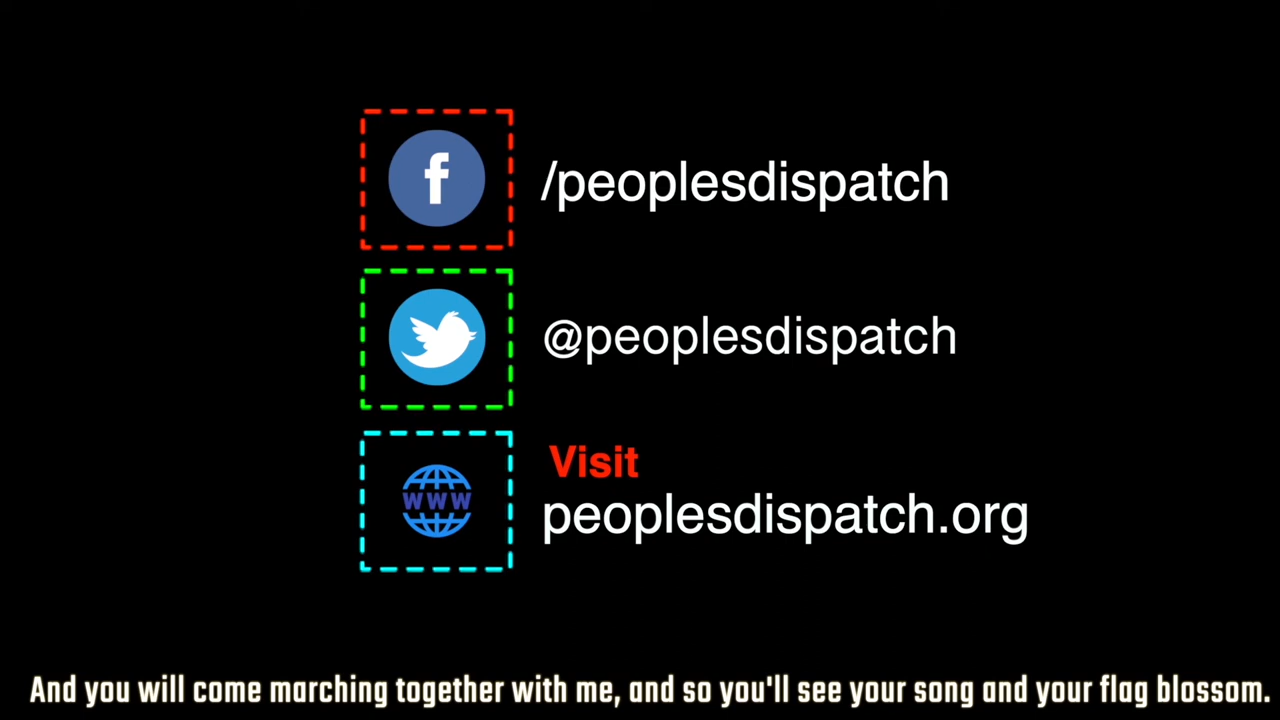 f
/peoplesdispatch
@peoplesdispatch
Visit
www
peoplesdispatch.org
And you will come marching together with me, and so you'll see your song and your flag blossom.